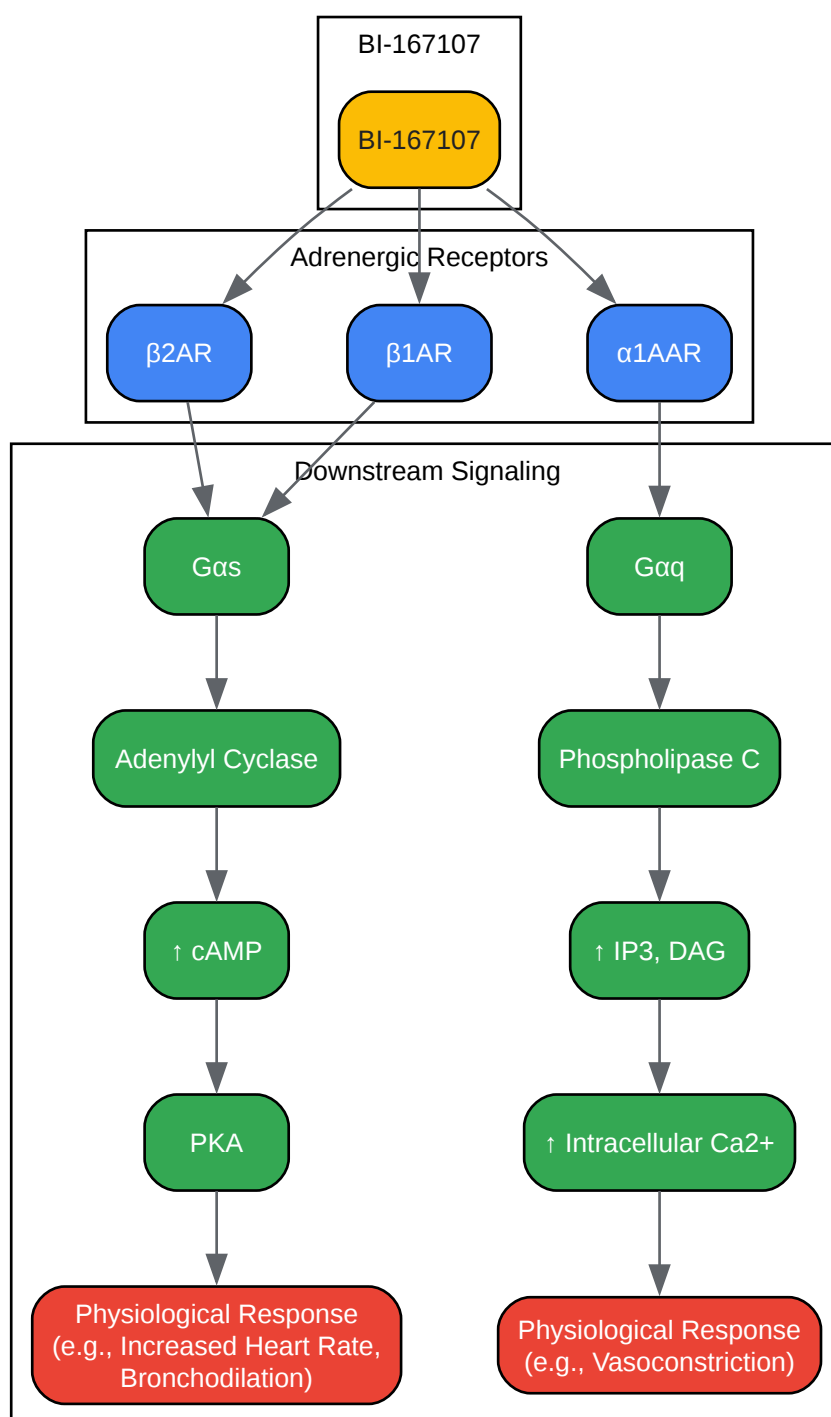 BI-167107
BI-167107
Adrenergic Receptors
β2AR
β1AR
α1AAR
Downstream Signaling
Gαs
Gαq
Adenylyl Cyclase
Phospholipase C
↑ cAMP
↑ IP3, DAG
PKA
↑ Intracellular Ca2+
Physiological Response
(e.g., Increased Heart Rate,
Bronchodilation)
Physiological Response
(e.g., Vasoconstriction)